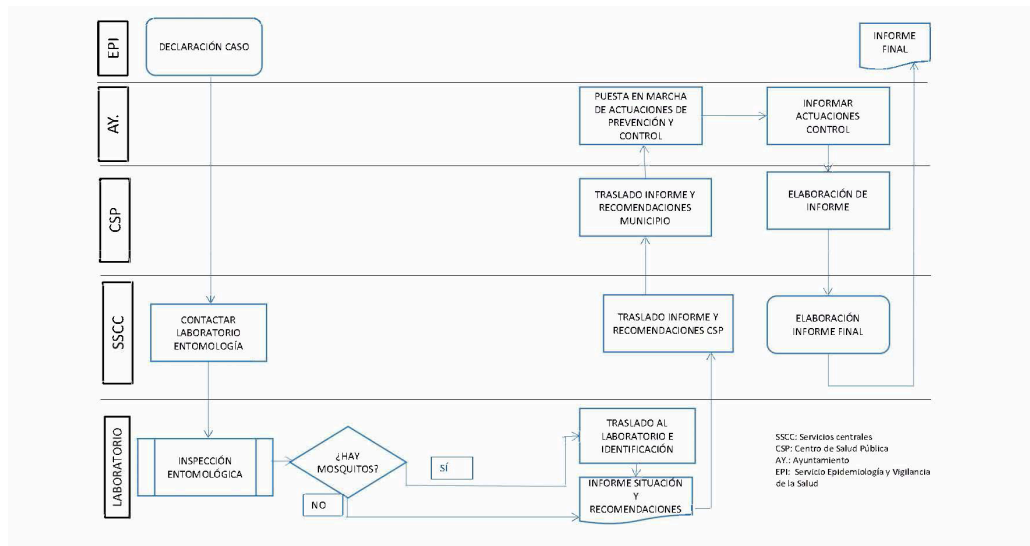 EPI
DECLARACIÓN CASO
INFORME
FINAL
AY.
PUESTA EN MARCHA
DE ACTUACIONES DE
PREVENCIÓN Y
CONTROL
INFORMAR
ACTUACIONES
CONTROL
CSP
TRASLADO INFORME Y
RECOMENDACIONES
MUNICIPIO
ELABORACIÓN DE
INFORME
SSCC
CONTACTAR
LABORATORIO
ENTOMOLOGÍA
TRASLADO INFORME Y
RECOMENDACIONES CSP
ELABORACIÓN
INFORME FINAL
LABORATORIO
INSPECCIÓN
ENTOMOLÓGICA
¿HAY
MOSQUITOS?
SÍ
NO
TRASLADO AL
LABORATORIO E
IDENTIFICACIÓN
INFORME SITUACIÓN
Y
RECOMENDACIONES
SSCC: Servicios centrales
CSP: Centro de Salud Pública
AY.: Ayuntamiento
EPI: Servicio Epidemiología y Vigilancia
de la Salud